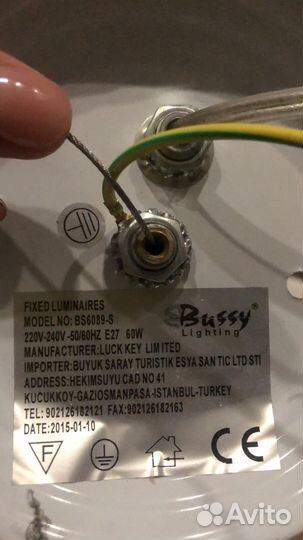 FIXED LUMINAIRES
MODEL NO: BS6089-S
220V-240V -50/60HZ E27 60W
MANUFACTURER: LUCK KEY LIMITED
IMPORTER: BUYUK SARAY TURISTIK ESYA SAN TIC LTD STI
ADDRESS: HEKIMSUYU CAD NO 41
KUCUKKOY-GAZIOSMANPASA-ISTANBUL-TURKEY
TEL: 902126182121 FAX:902126182163
DATE: 2015-01-10
Bussy
Lighting
F
CE
Avito